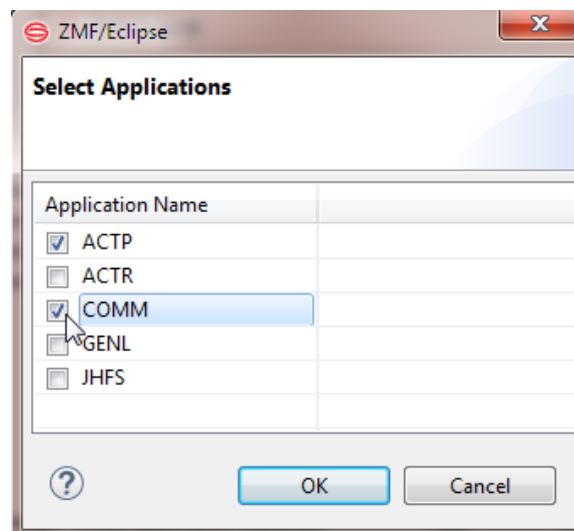 ZMF/Eclipse
Select Applications
Application Name
ACTP
ACTR
COMM
GENL
JHFS
? OK Cancel